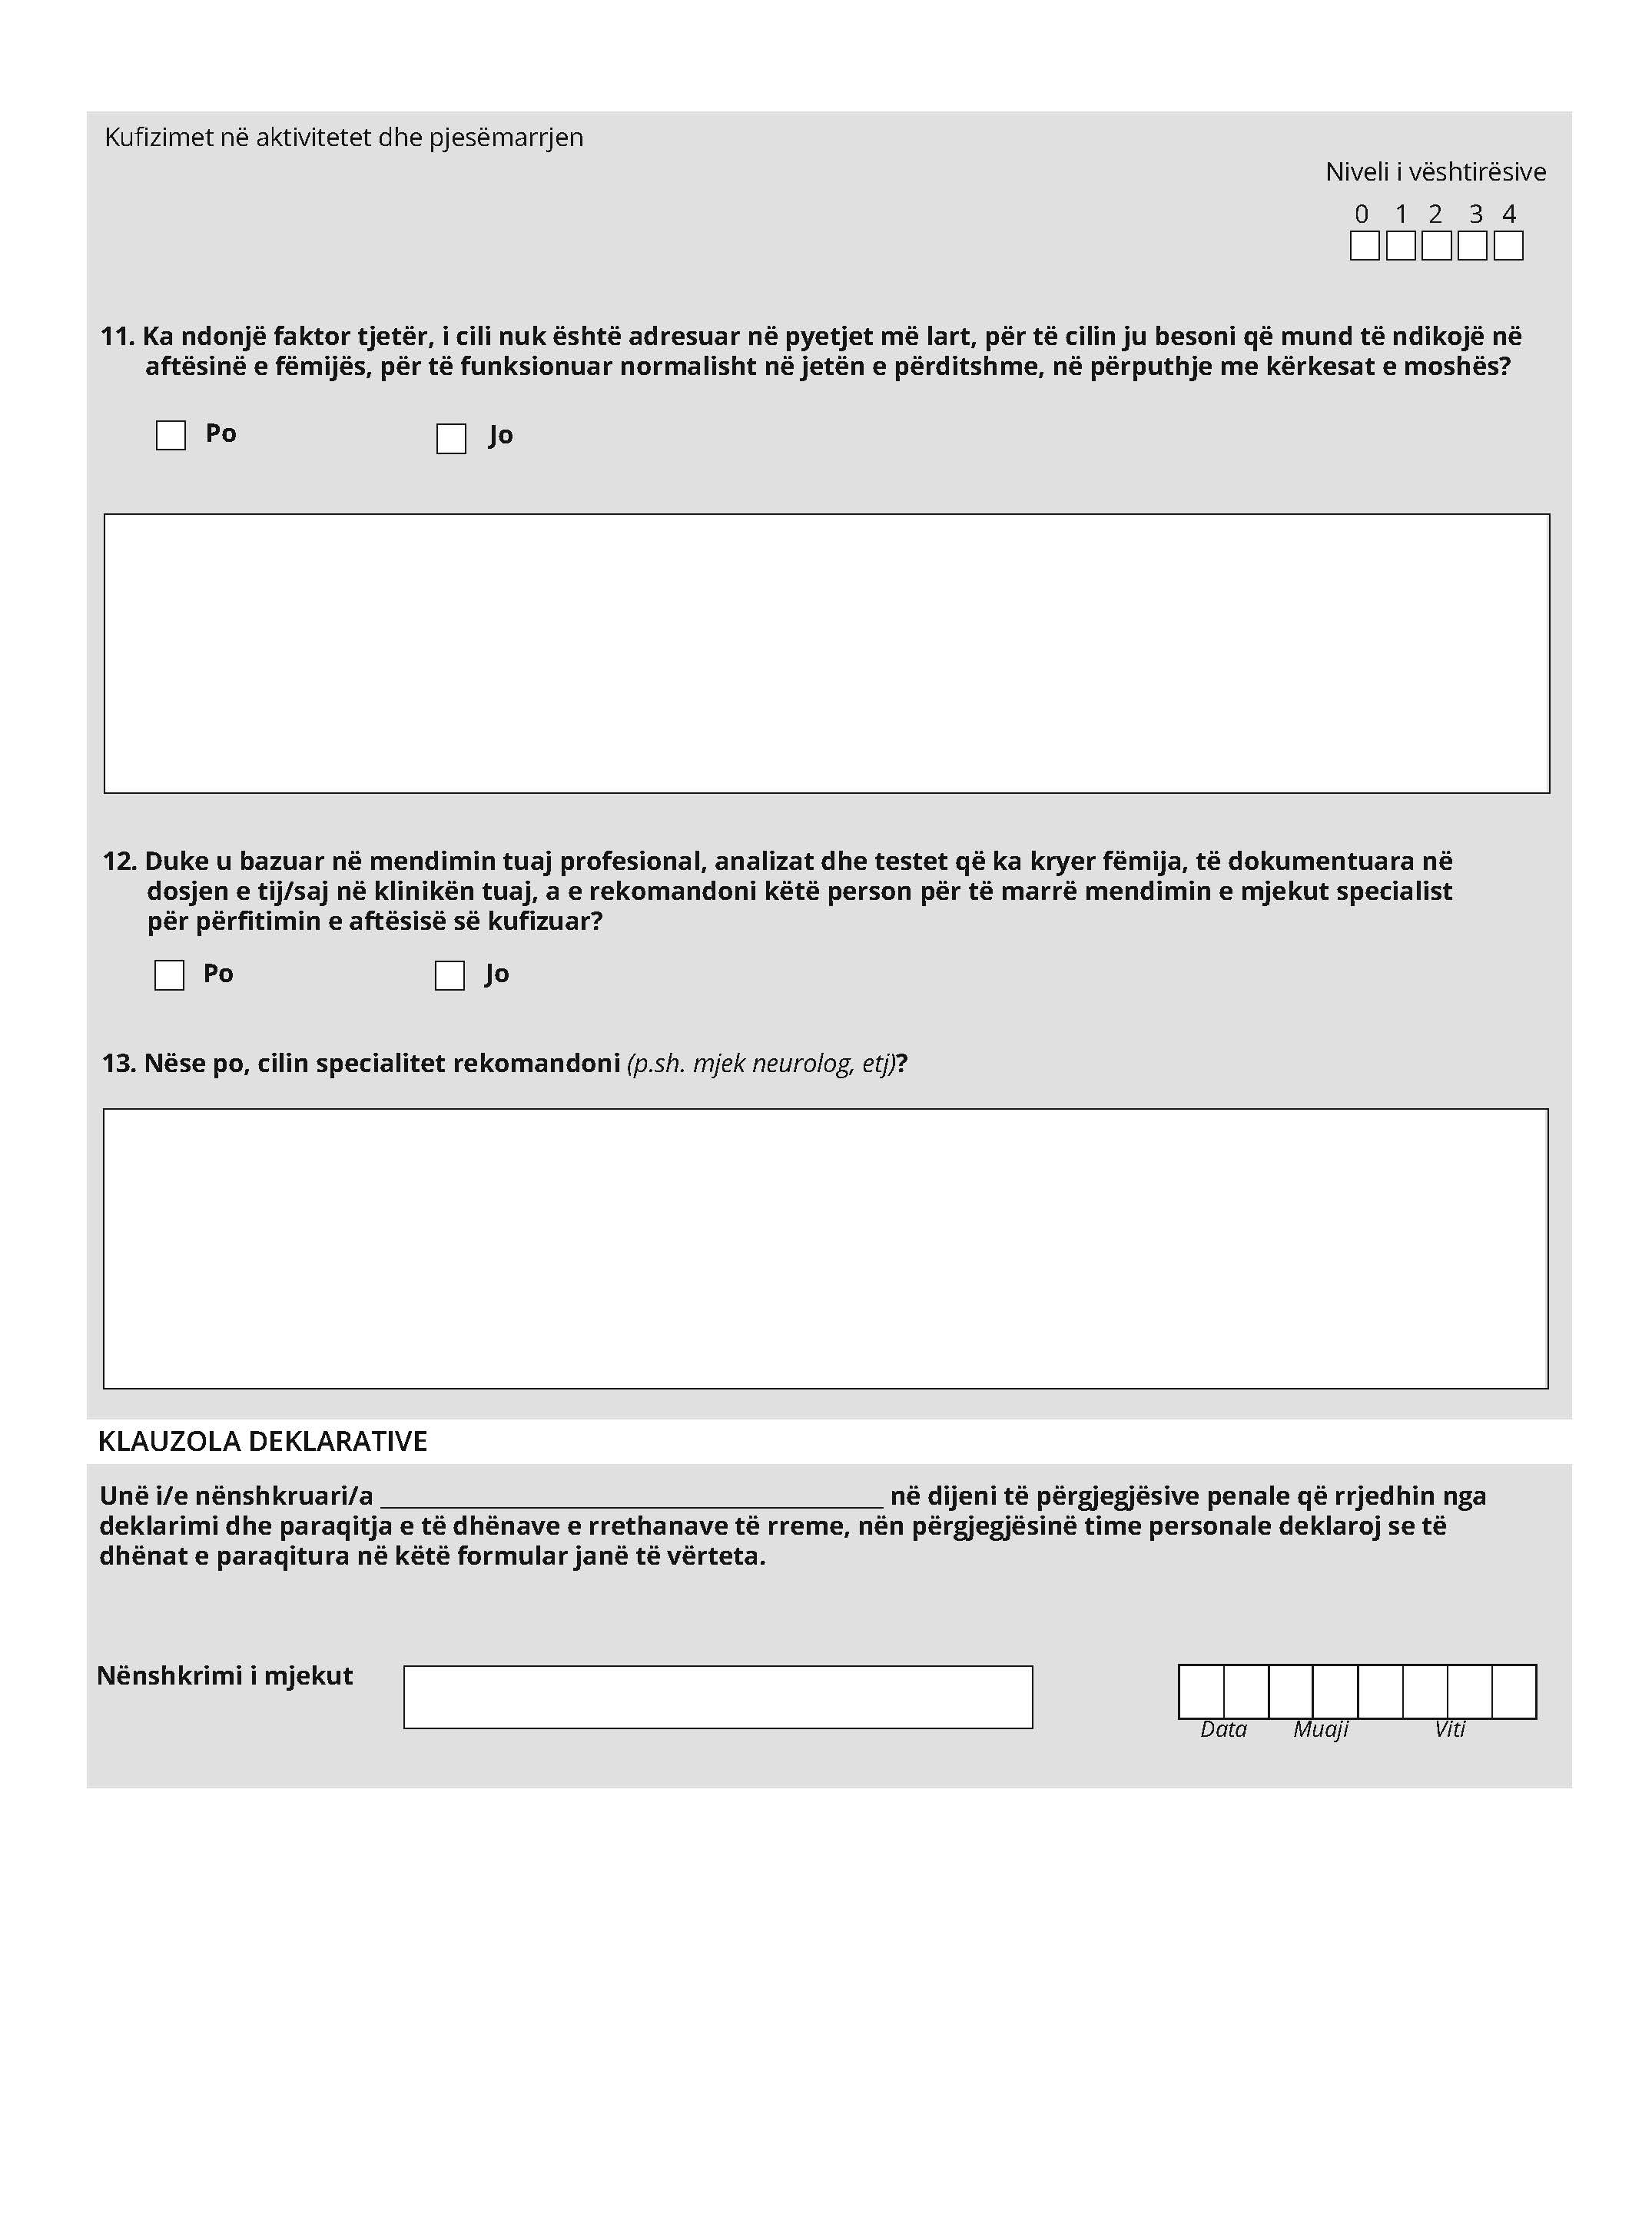 Kufizimet në aktivitetet dhe pjesëmarrjen
Niveli i vështirësive
0 1 2 3 4
11. Ka ndonjë faktor tjetër, i cili nuk është adresuar në pyetjet më lart, për të cilin ju besoni që mund të ndikojë në
aftësinë e fëmijës, për të funksionuar normalisht në jetën e përditshme, në përputhje me kërkesat e moshës?
Po Jo
12. Duke u bazuar në mendimin tuaj profesional, analizat dhe testet që ka kryer fëmija, të dokumentuara në
dosjen e tij/saj në klinikën tuaj, a e rekomandoni këtë person për të marrë mendimin e mjekut specialist
për përfitimin e aftësisë së kufizuar?
Po Jo
13. Nëse po, cilin specialitet rekomandoni (p.sh. mjek neurolog, etj)?
KLAUZOLA DEKLARATIVE
Unë i/e nënshkruari/a ______________________________________ në dijeni të përgjegjësive penale që rrjedhin nga
deklarimi dhe paraqitja e të dhënave e rrethanave të rreme, nën përgjegjësinë time personale deklaroj se të
dhënat e paraqitura në këtë formular janë të vërteta.
Nënshkrimi i mjekut
Data Muaji Viti